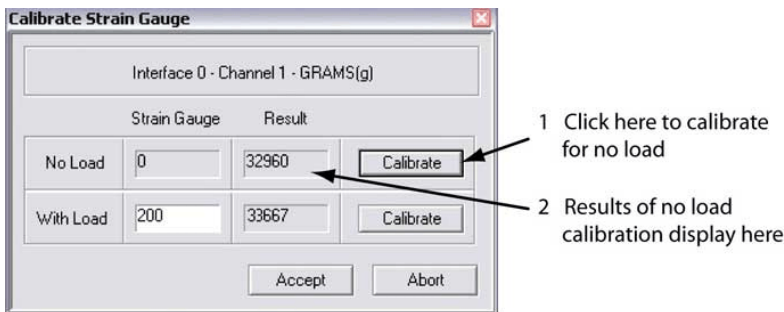 Calibrate Strain Gauge
Interface 0 - Channel 1 - GRAMS(g)
Strain Gauge Result
No Load 0 32960 Calibrate
With Load 200 33667 Calibrate
Accept Abort
1 Click here to calibrate
for no load
2 Results of no load
calibration display here